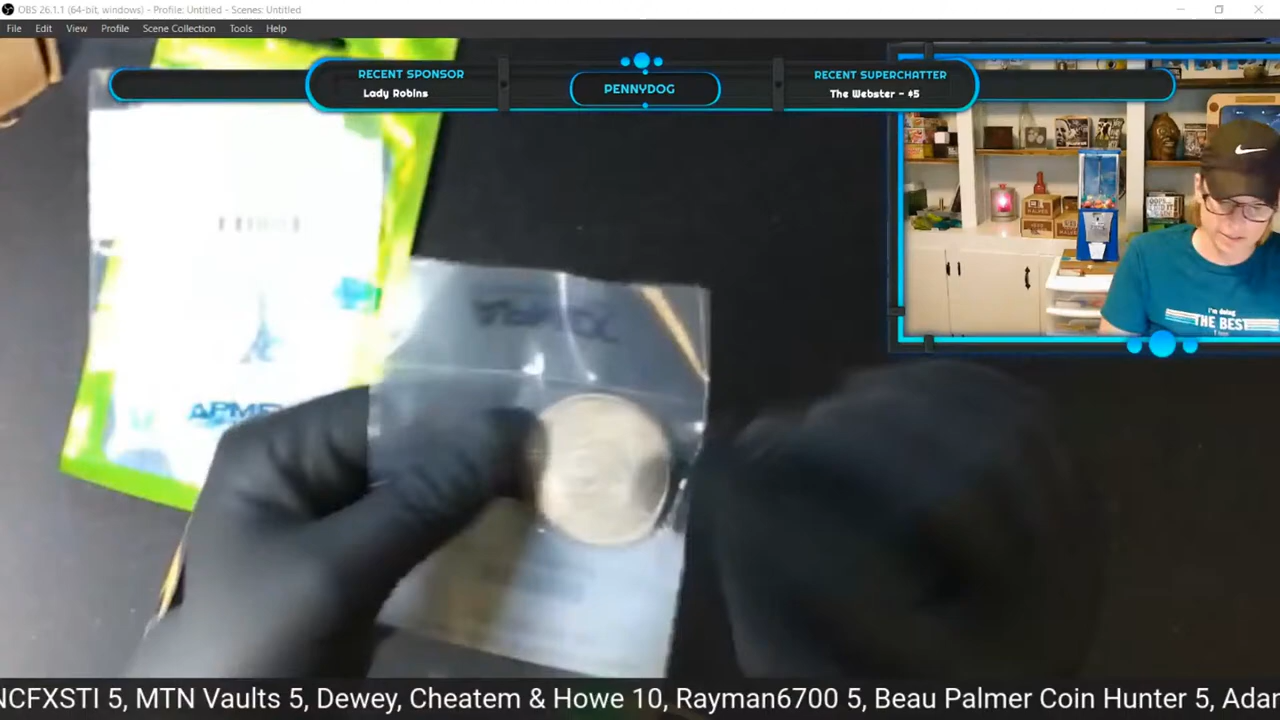 OBS 26.1.1 (64-bit, windows) - Profile: Untitled - Scenes: Untitled
File Edit View Profile Scene Collection Tools Help
RECENT SPONSOR
Lady Robins
PENNYDOG
RECENT SUPERCHATTER
The Webster - $5
I'm doing
THE BEST
NCFXSTI 5, MTN Vaults 5, Dewey, Cheatem & Howe 10, Rayman6700 5, Beau Palmer Coin Hunter 5, Adar